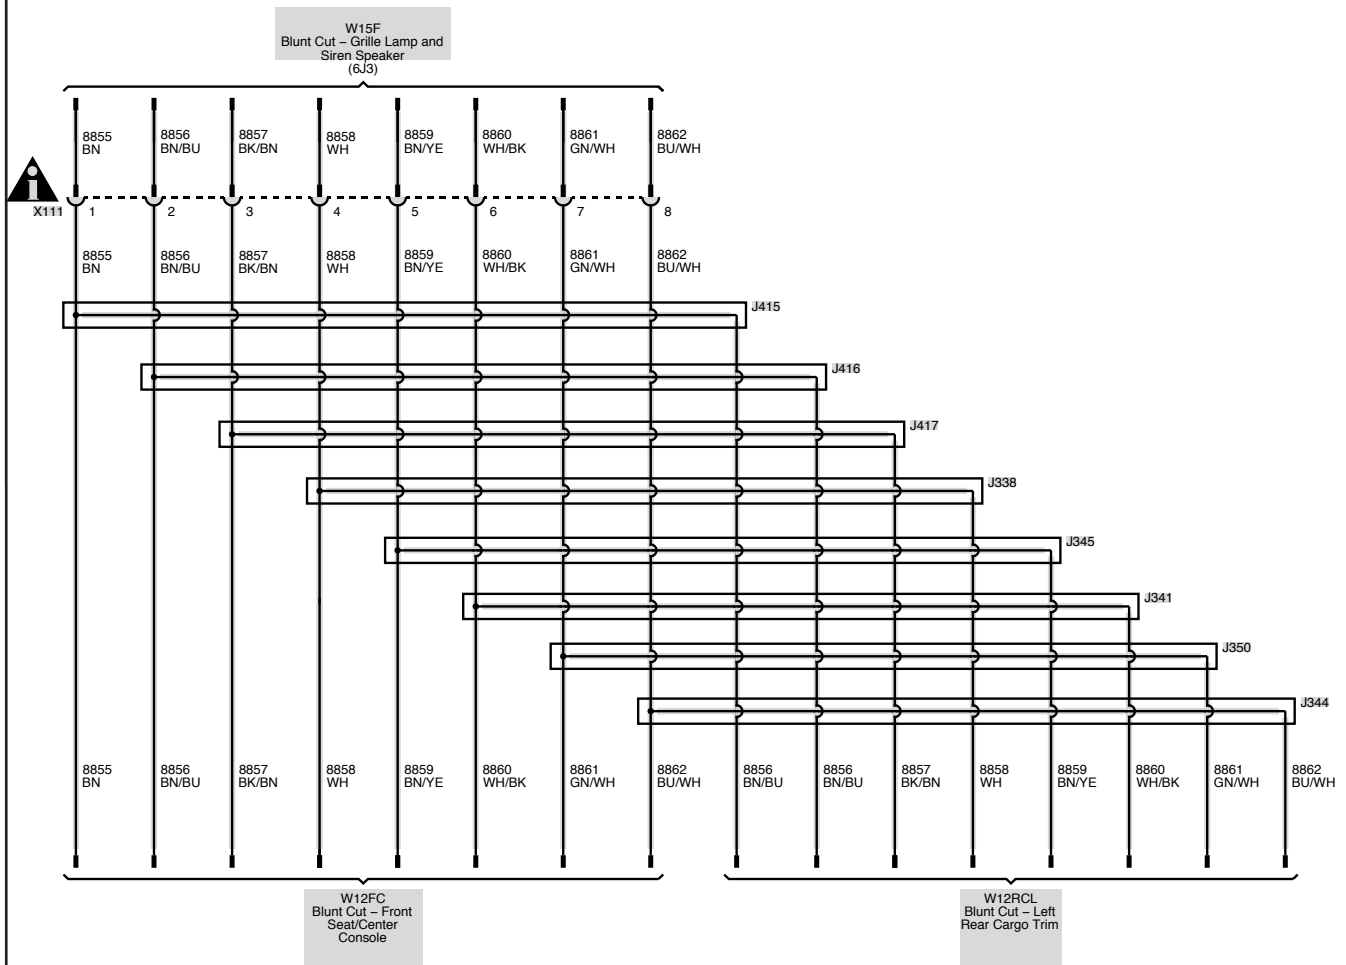 W15F
Blunt Cut – Grille Lamp and
Siren Speaker
(6J3)
8855 8856 8857 8858 8859 8860 8861 8862
BN BN/BU BK/BN WH BN/YE WH/BK GN/WH BU/WH
i
X111 1 2 3 4 5 6 7 8
8855 8856 8857 8858 8859 8860 8861 8862
BN BN/BU BK/BN WH BN/YE WH/BK GN/WH BU/WH
J415
J416
J417
J338
J345
J341
J350
J344
8855 8856 8857 8858 8859 8860 8861 8862 8856 8856 8857 8858 8859 8860 8861 8862
BN BN/BU BK/BN WH BN/YE WH/BK GN/WH BU/WH BN/BU BN/BU BK/BN WH BN/YE WH/BK GN/WH BU/WH
W12FC
Blunt Cut – Front
Seat/Center
Console
W12RCL
Blunt Cut – Left
Rear Cargo Trim